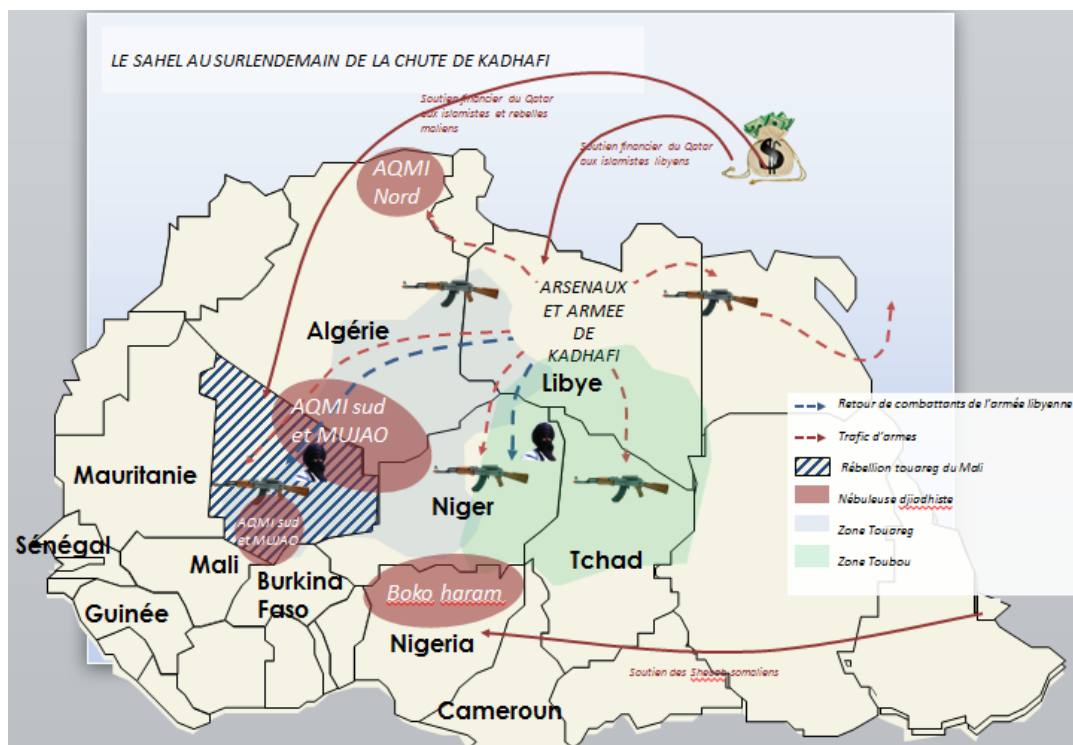 LE SAHEL AU SURLENDEMAIN DE LA CHUTE DE KADHAFI
Soutien financier du Qatar
aux islamistes et rebelles
maliens
Soutien financier du Qatar
aux islamistes libyens
$
AQMI
Nord
ARSENAUX
ET ARMEE
DE
KADHAFI
Algérie
Libye
AQMI sud
et MUJAO
Mauritanie
Niger
AQMI sud
et MUJAO
Sénégal
Mali
Tchad
Burkina
Faso
Boko haram
Guinée
Nigeria
Soutien des Shebab somaliens
Cameroun
Retour de combattants de l'armée libyenne
Trafic d'armes
Rébellion touareg du Mali
Nébuleuse djiadhiste
Zone Touareg
Zone Toubou